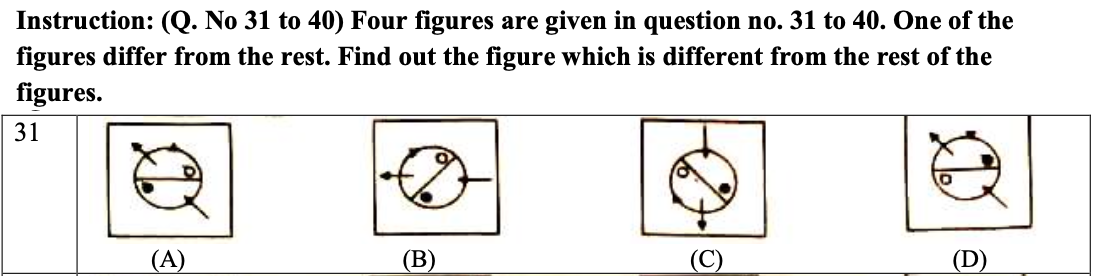 Instruction: (Q. No 31 to 40) Four figures are given in question no. 31 to 40. One of the
figures differ from the rest. Find out the figure which is different from the rest of the
figures.
31
(A) (B) (C) (D)